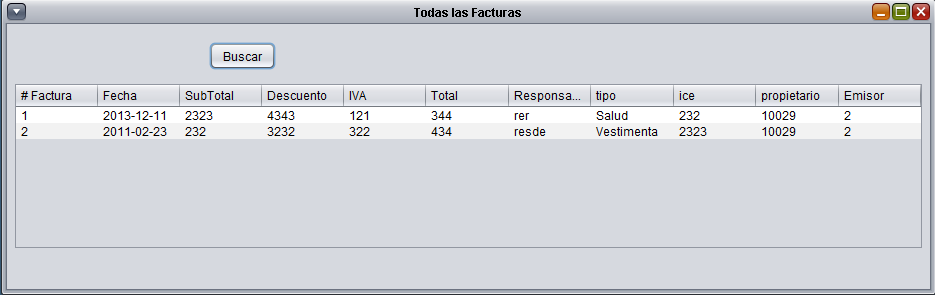 Todas las Facturas
Buscar
# Factura Fecha SubTotal Descuento IVA Total Responsa... tipo ice propietario Emisor
1 2013-12-11 2323 4343 121 344 rer Salud 232 10029 2
2 2011-02-23 232 3232 322 434 resde Vestimenta 2323 10029 2